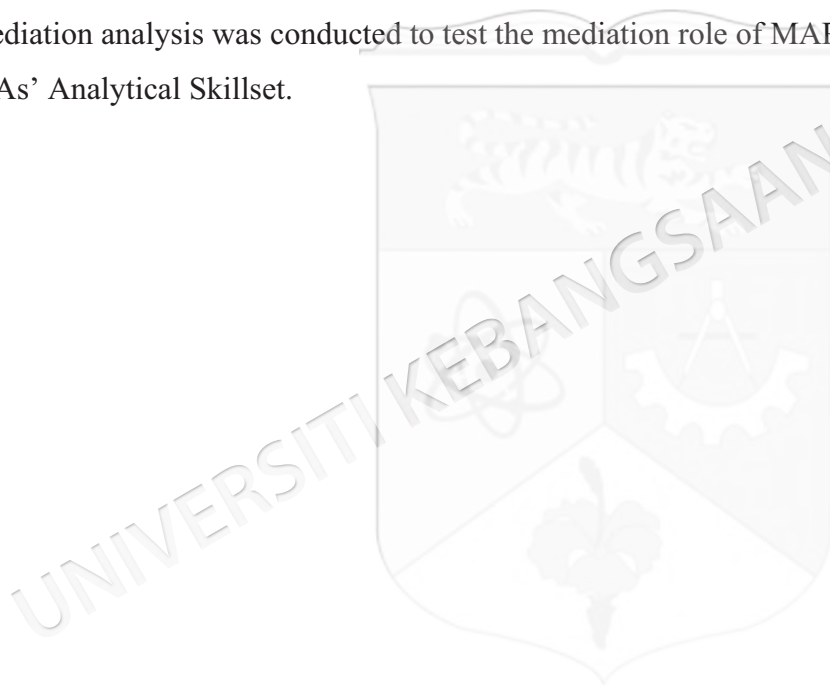 ediation analysis was conducted to test the mediation role of MA
As’ Analytical Skillset.
UNIVERSITI KEBANGSAAN